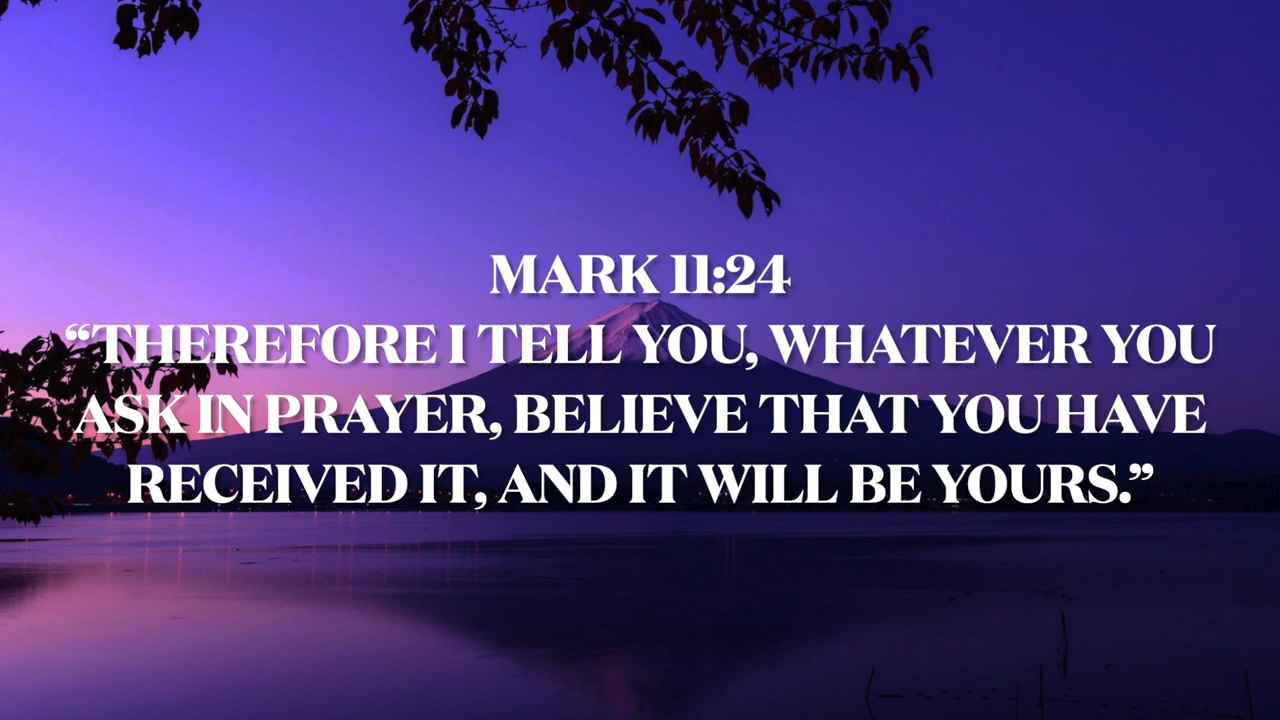 MARK 11:24
“THEREFORE I TELL YOU, WHATEVER YOU
ASK IN PRAYER, BELIEVE THAT YOU HAVE
RECEIVED IT, AND IT WILL BE YOURS.”